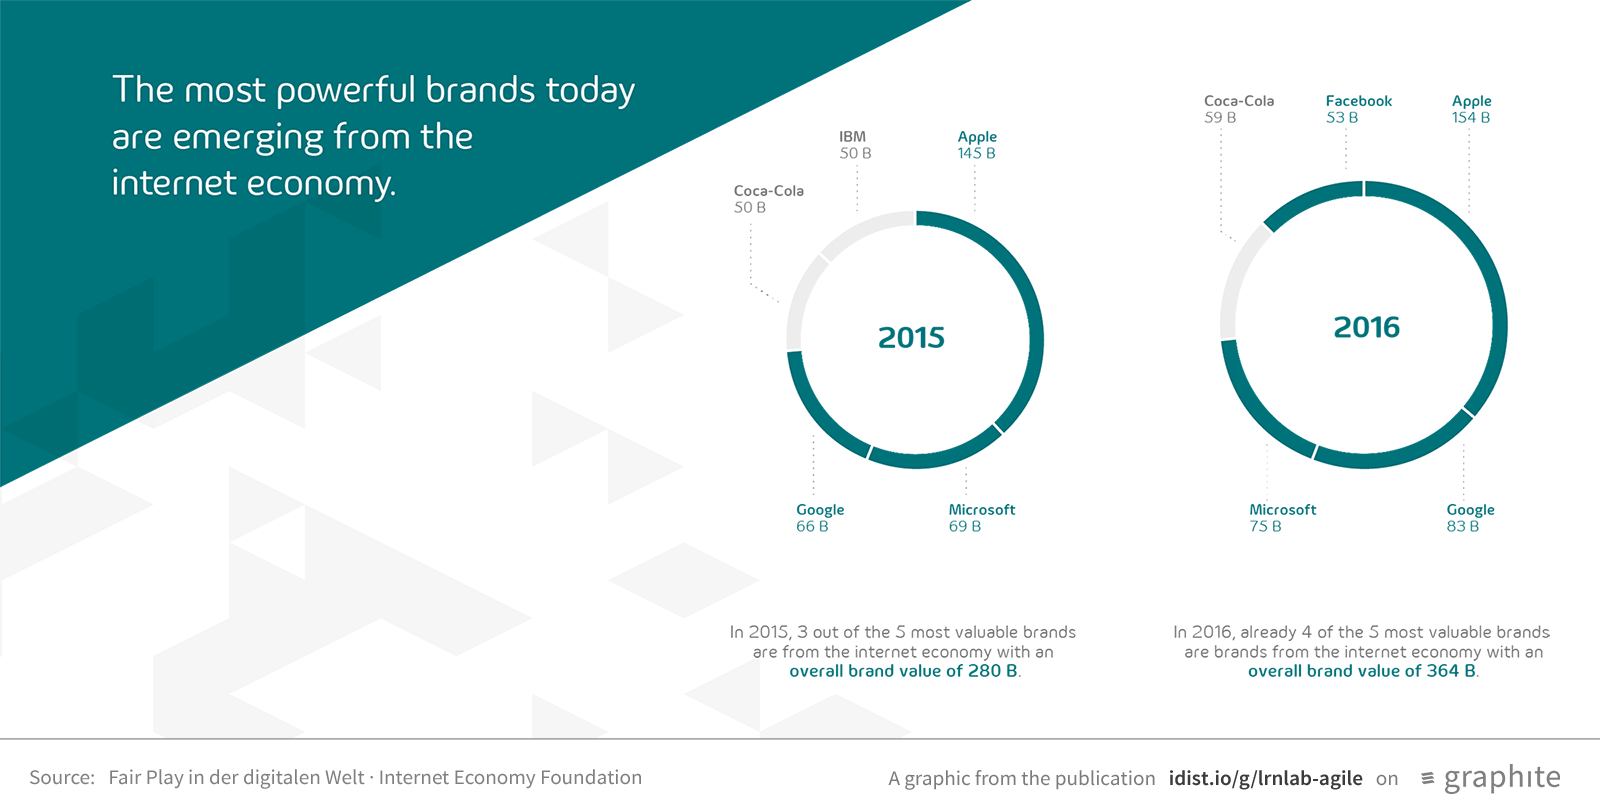 The most powerful brands today
are emerging from the
internet economy.
Coca-Cola
50 B
IBM
50 B
Apple
145 B
2015
Google
66 B
Microsoft
69 B
In 2015, 3 out of the 5 most valuable brands
are from the internet economy with an
overall brand value of 280 B.
Coca-Cola
59 B
Facebook
53 B
Apple
154 B
2016
Microsoft
75 B
Google
83 B
In 2016, already 4 of the 5 most valuable brands
are brands from the internet economy with an
overall brand value of 364 B.
Source: Fair Play in der digitalen Welt · Internet Economy Foundation
A graphic from the publication idist.io/g/lrnlab-agile on graphite